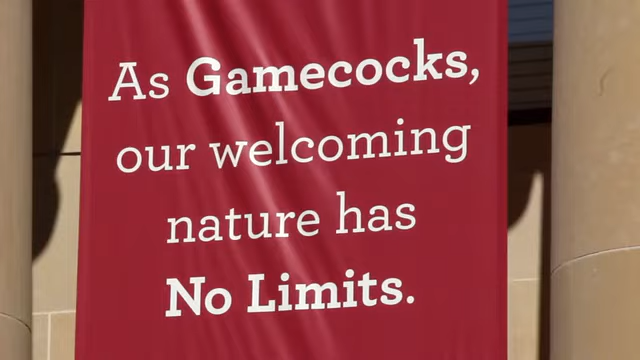 As Gamecocks,
our welcoming
nature has
No Limits.